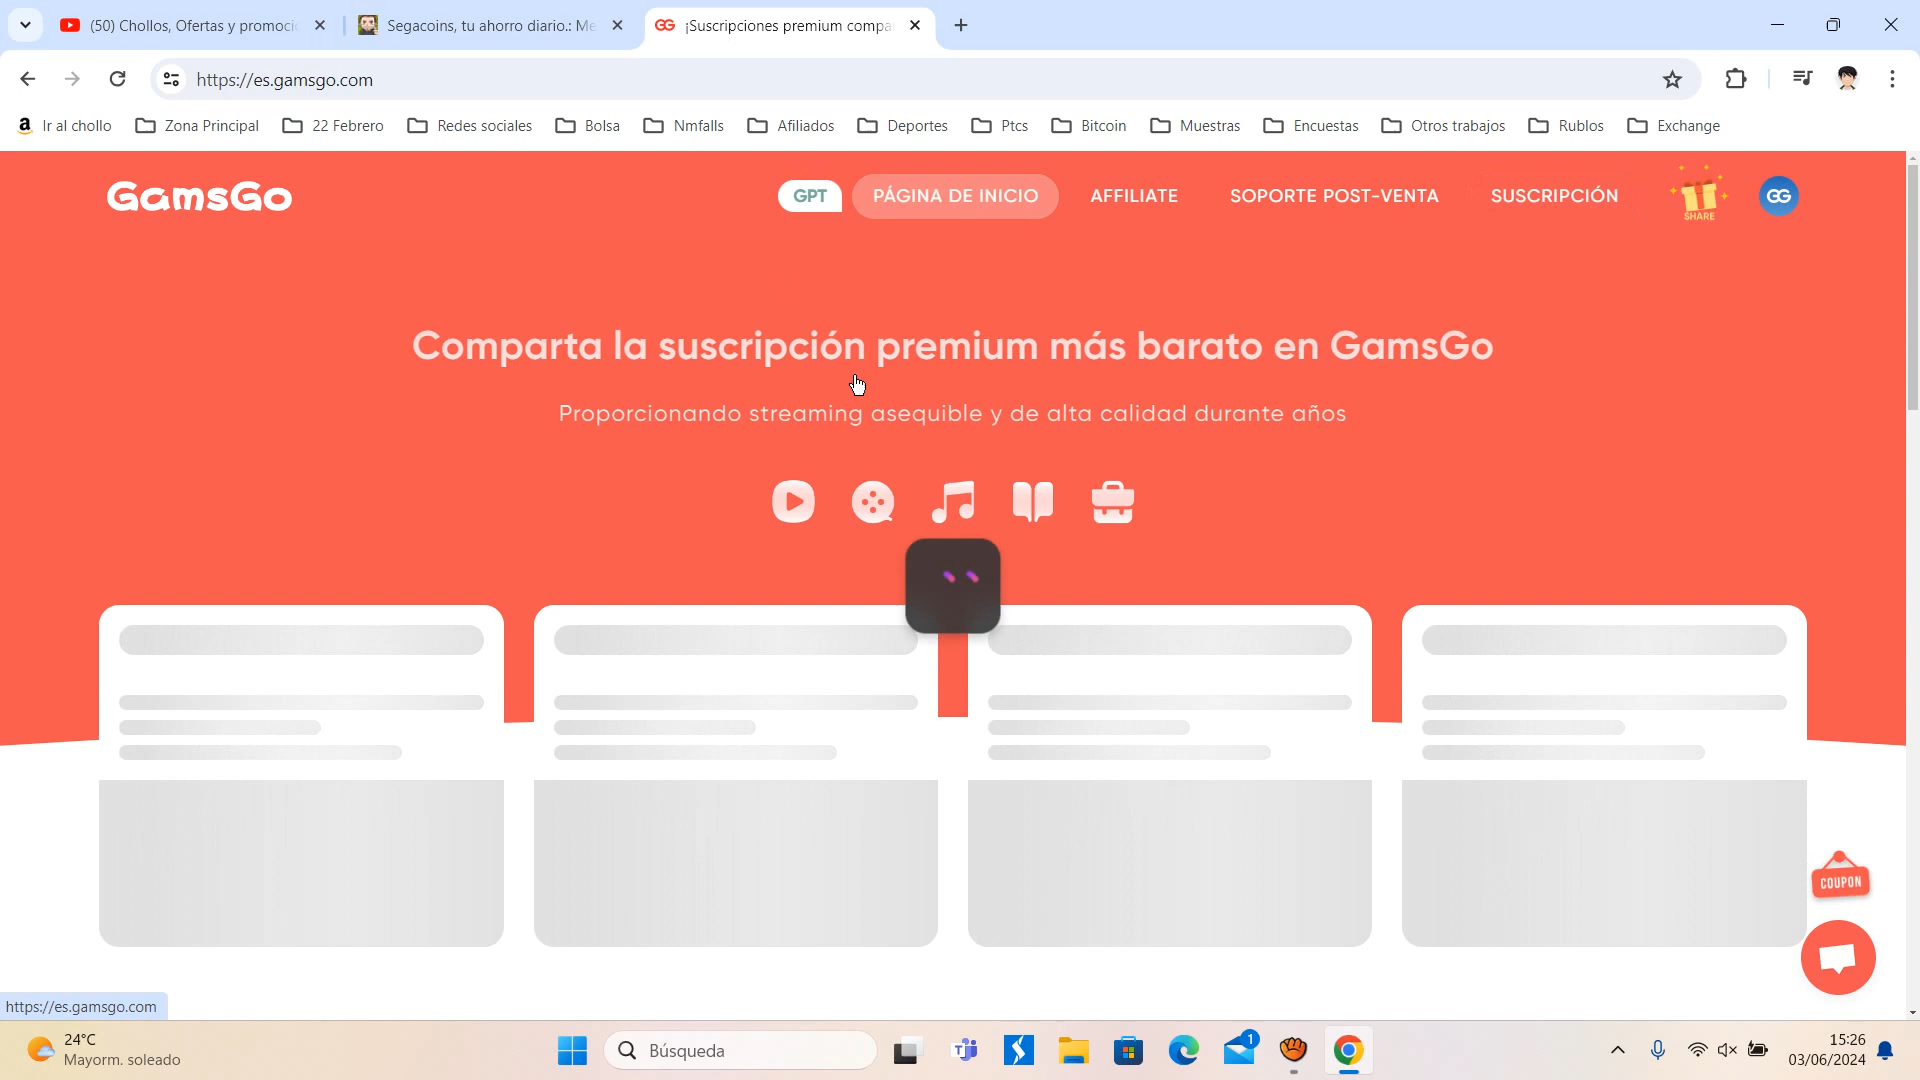 (50) Chollos, Ofertas y promoci
Segacoins, tu ahorro diario.: Me
¡Suscripciones premium compa
https://es.gamsgo.com
Ir al chollo
Zona Principal
22 Febrero
Redes sociales
Bolsa
Nmfalls
Afiliados
Deportes
Ptcs
Bitcoin
Muestras
Encuestas
Otros trabajos
Rublos
Exchange
GamsGo
GPT
PÁGINA DE INICIO
AFFILIATE
SOPORTE POST-VENTA
SUSCRIPCIÓN
SHARE
GG
Comparta la suscripción premium más barato en GamsGo
Proporcionando streaming asequible y de alta calidad durante años
COUPON
https://es.gamsgo.com
24°C
Mayorm. soleado
Búsqueda
1
15:26
03/06/2024